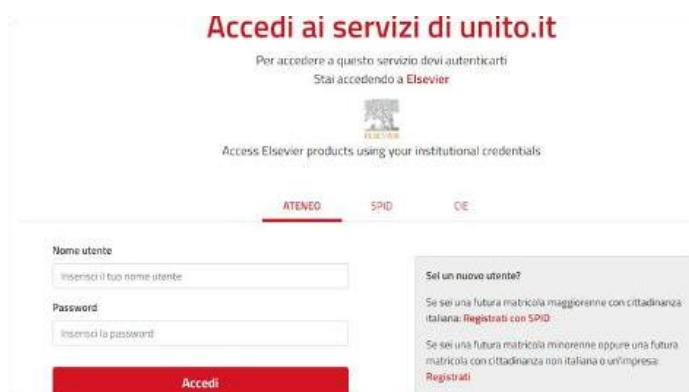 Accedi ai servizi di unito.it
Per accedere a questo servizio devi autenticarti
Stai accedendo a Elsevier
ELSEVIER
Access Elsevier products using your institutional credentials
ATENEO
SPID
CIE
Nome utente
Inserisci il tuo nome utente
Password
Inserisci la password
Accedi
Sei un nuovo utente?
Se sei una futura matricola maggiorenne con cittadinanza
italiana: Registrati con SPID
Se sei una futura matricola minorenne oppure una futura
matricola con cittadinanza non italiana o un'impresa:
Registrati